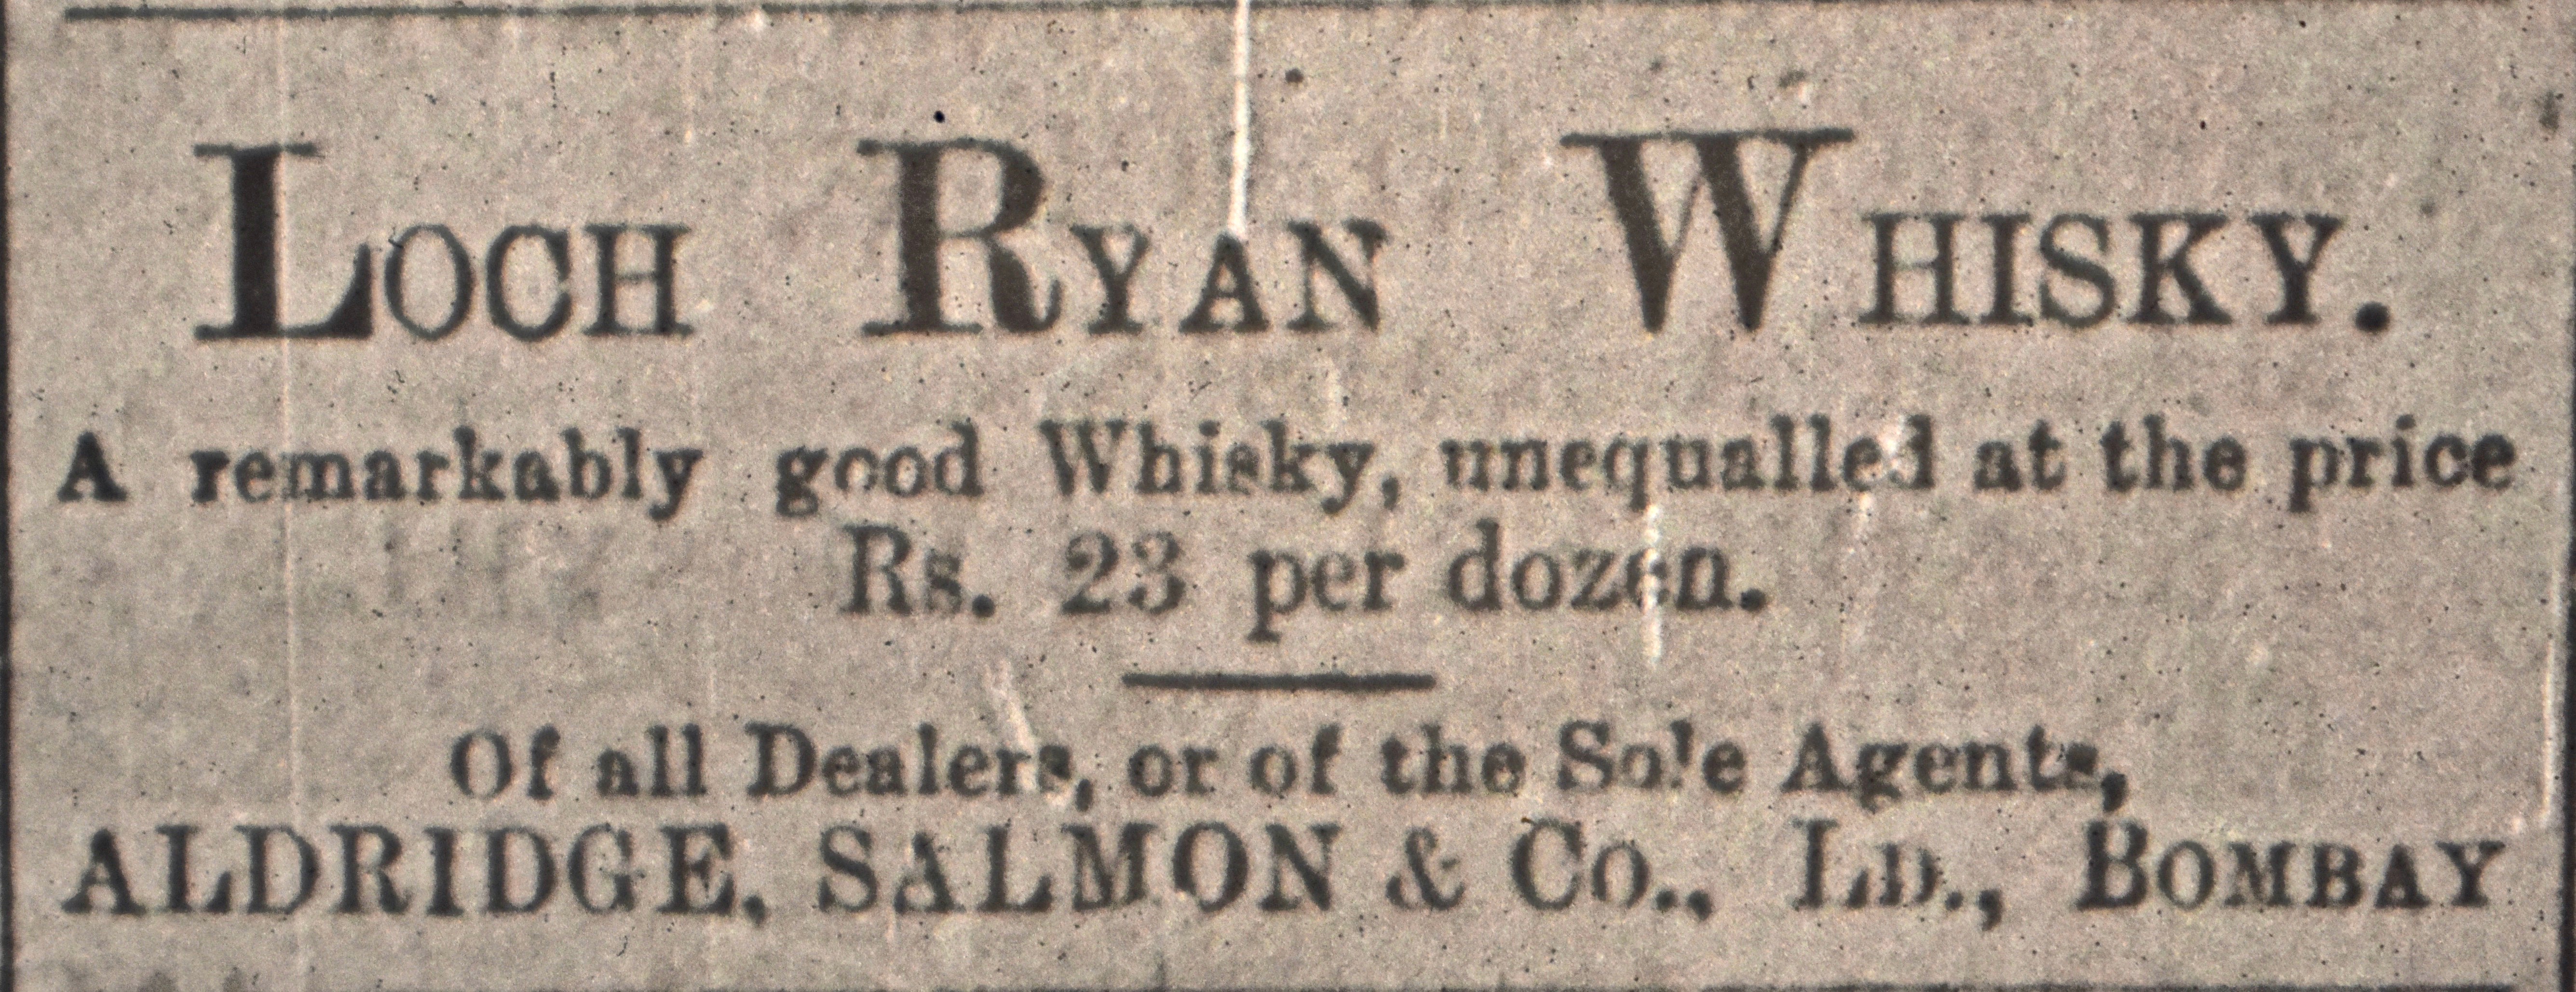 LOCH RYAN WHISKY.
A remarkably good Whisky, unequalled at the price
Rs. 23 per dozen.
Of all Dealers, or of the Sole Agents,
ALDRIDGE, SALMON & CO., LD., BOMBAY